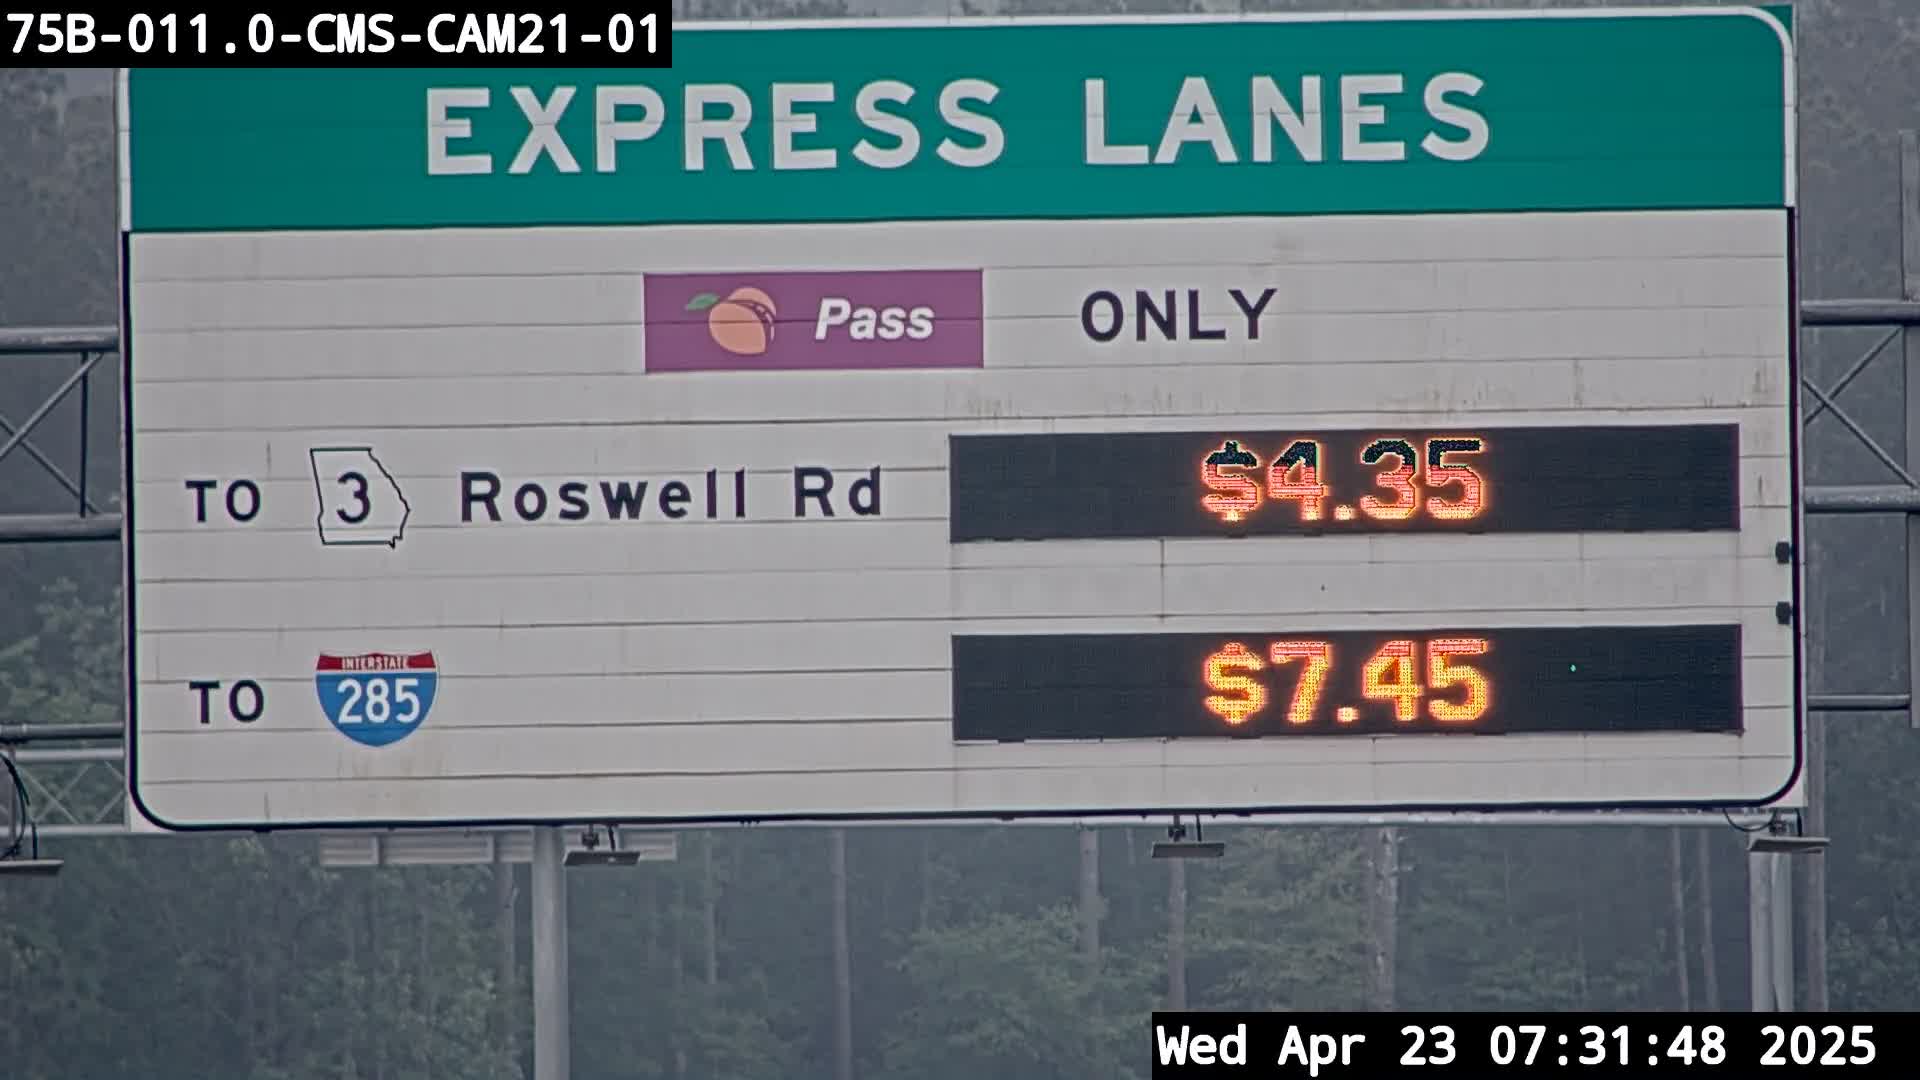 75B-011.0-CMS-CAM21-01
EXPRESS LANES
Pass ONLY
TO 3 Roswell Rd $4.35
INTERSTATE
TO 285 $7.45
Wed Apr 23 07:31:48 2025